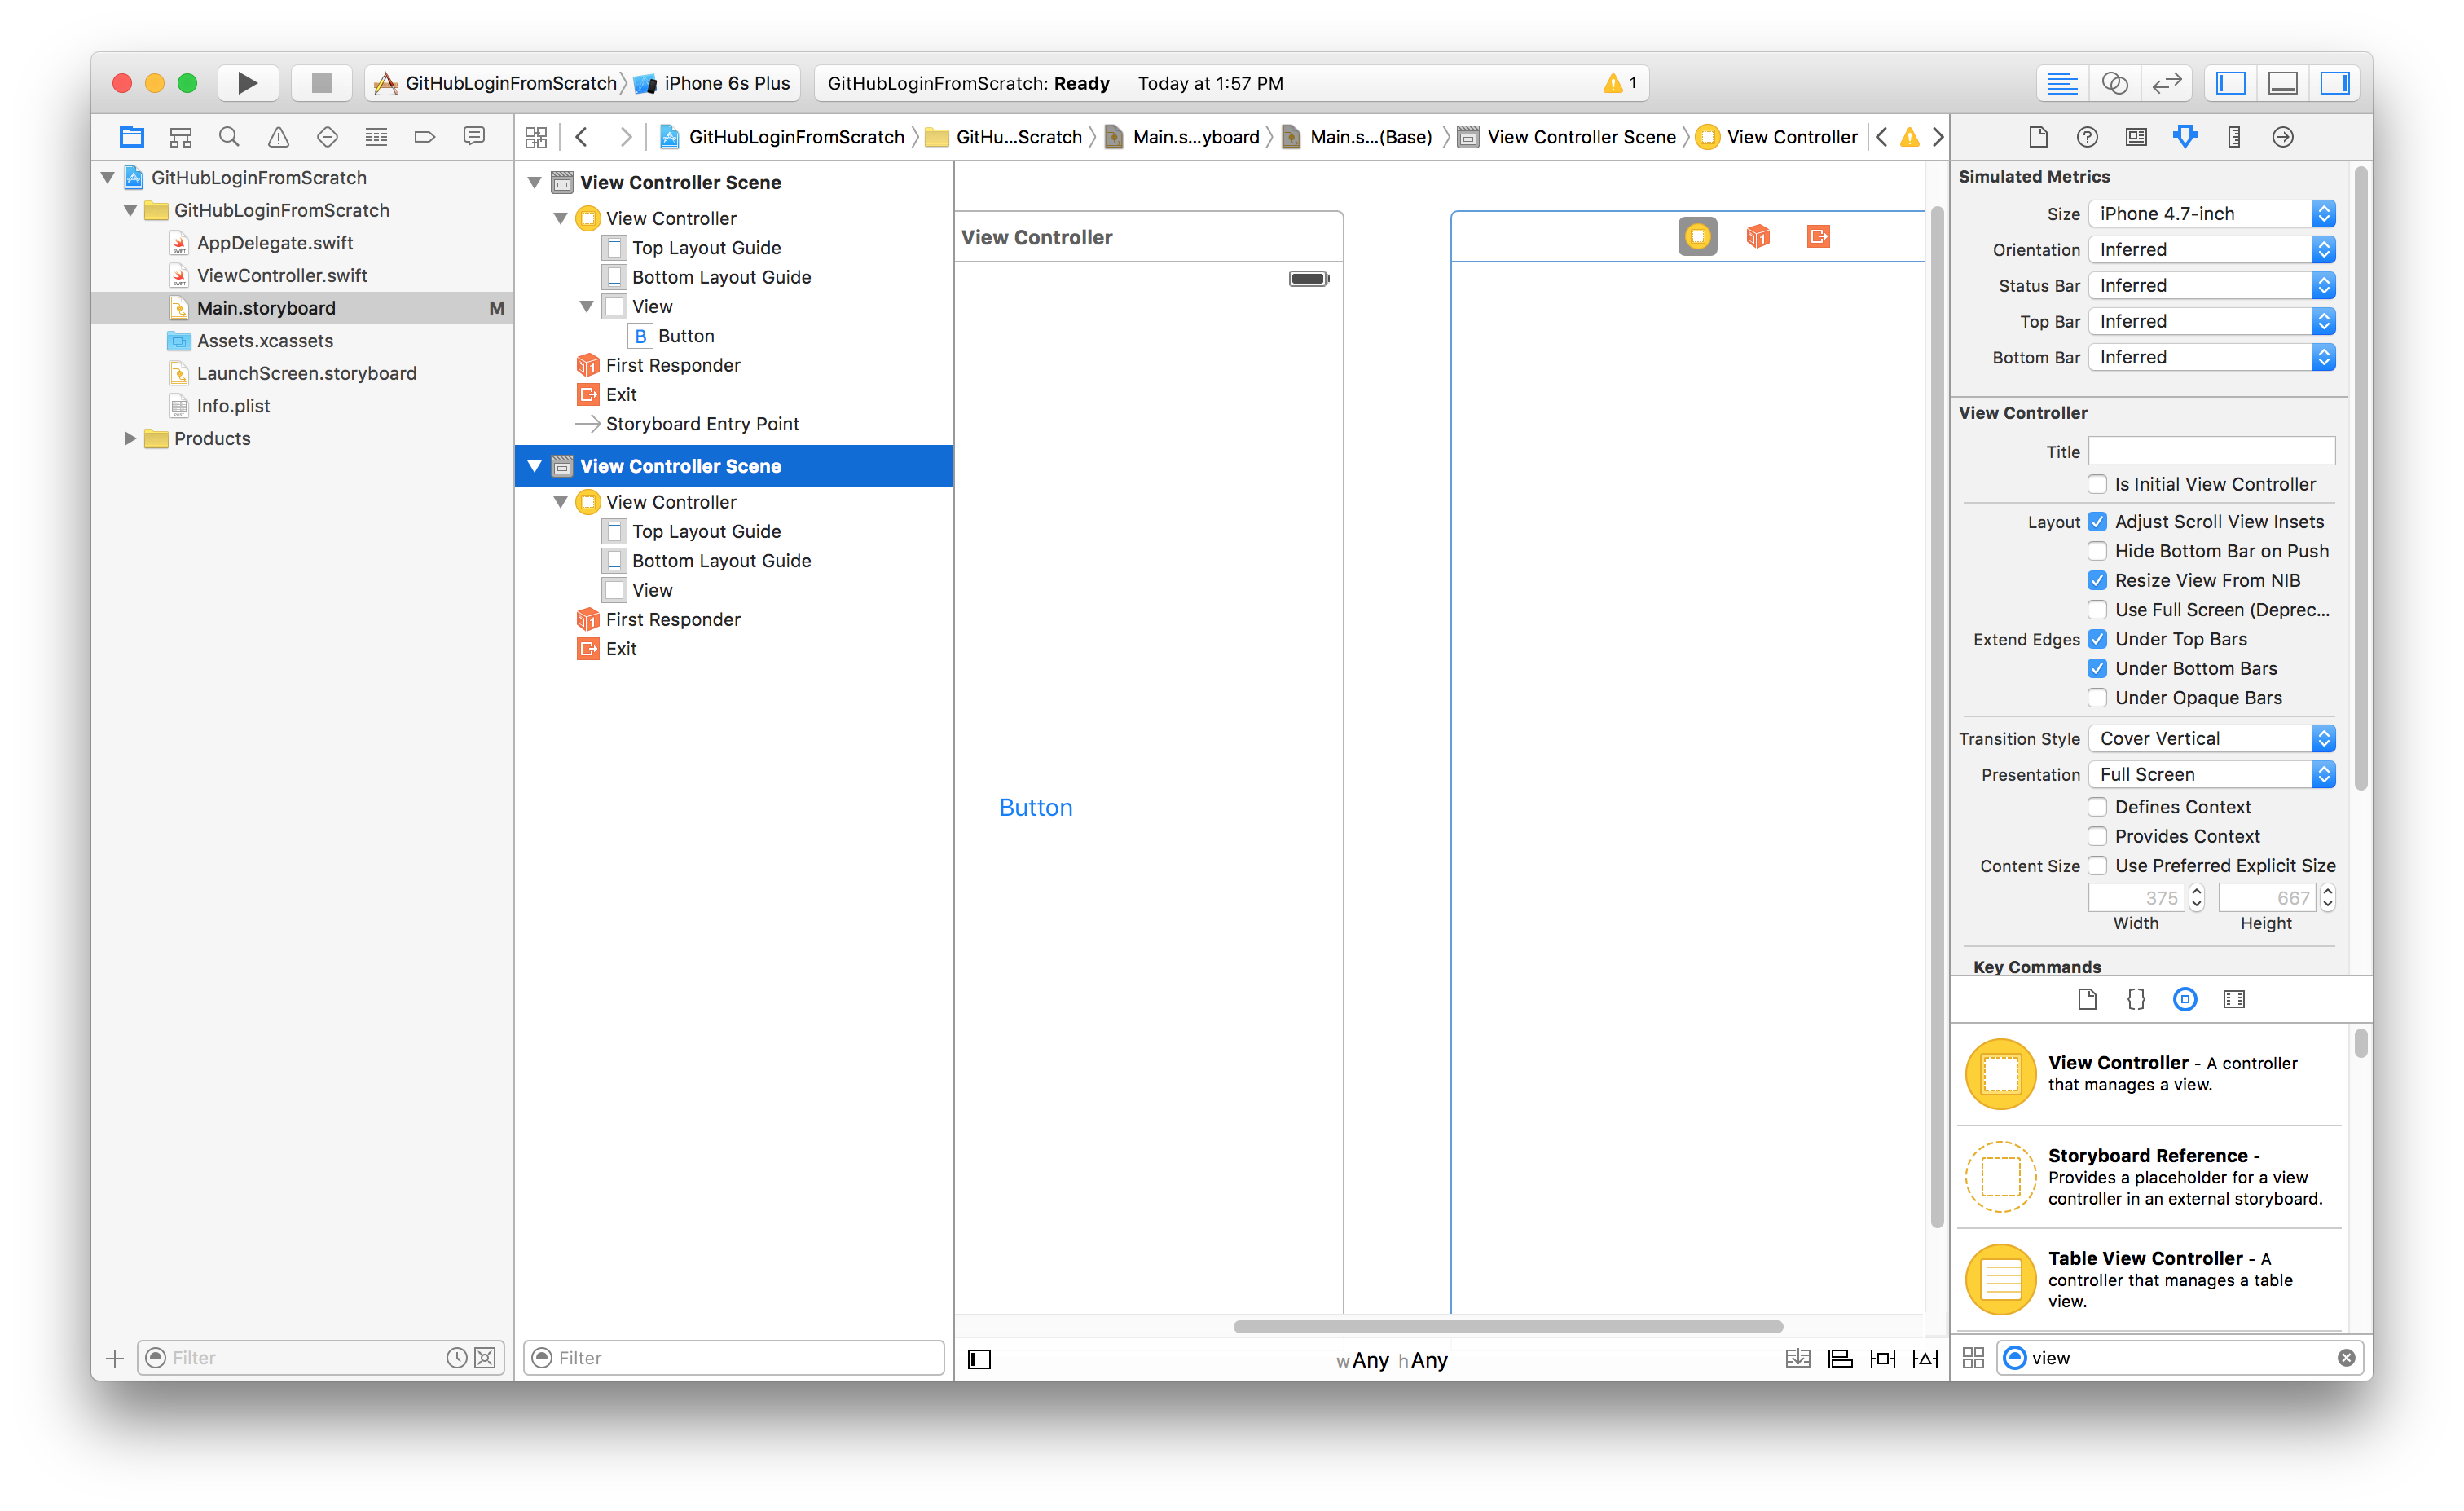 GitHubLoginFromScratch
iPhone 6s Plus
GitHubLoginFromScratch: Ready | Today at 1:57 PM
1
GitHubLoginFromScratch
GitHu...Scratch
Main.s...yboard
Main.s...(Base)
View Controller Scene
View Controller
GitHubLoginFromScratch
GitHubLoginFromScratch
AppDelegate.swift
ViewController.swift
Main.storyboard M
Assets.xcassets
LaunchScreen.storyboard
Info.plist
Products
Filter
View Controller Scene
View Controller
Top Layout Guide
Bottom Layout Guide
View
B Button
First Responder
Exit
Storyboard Entry Point
View Controller Scene
View Controller
Top Layout Guide
Bottom Layout Guide
View
First Responder
Exit
Filter
View Controller
Button
wAny hAny
Simulated Metrics
Size iPhone 4.7-inch
Orientation Inferred
Status Bar Inferred
Top Bar Inferred
Bottom Bar Inferred
View Controller
Title
Is Initial View Controller
Layout Adjust Scroll View Insets
Hide Bottom Bar on Push
Resize View From NIB
Use Full Screen (Deprec...
Extend Edges Under Top Bars
Under Bottom Bars
Under Opaque Bars
Transition Style Cover Vertical
Presentation Full Screen
Defines Context
Provides Context
Content Size Use Preferred Explicit Size
375 667
Width Height
Key Commands
View Controller - A controller
that manages a view.
Storyboard Reference -
Provides a placeholder for a view
controller in an external storyboard.
Table View Controller - A
controller that manages a table
view.
view